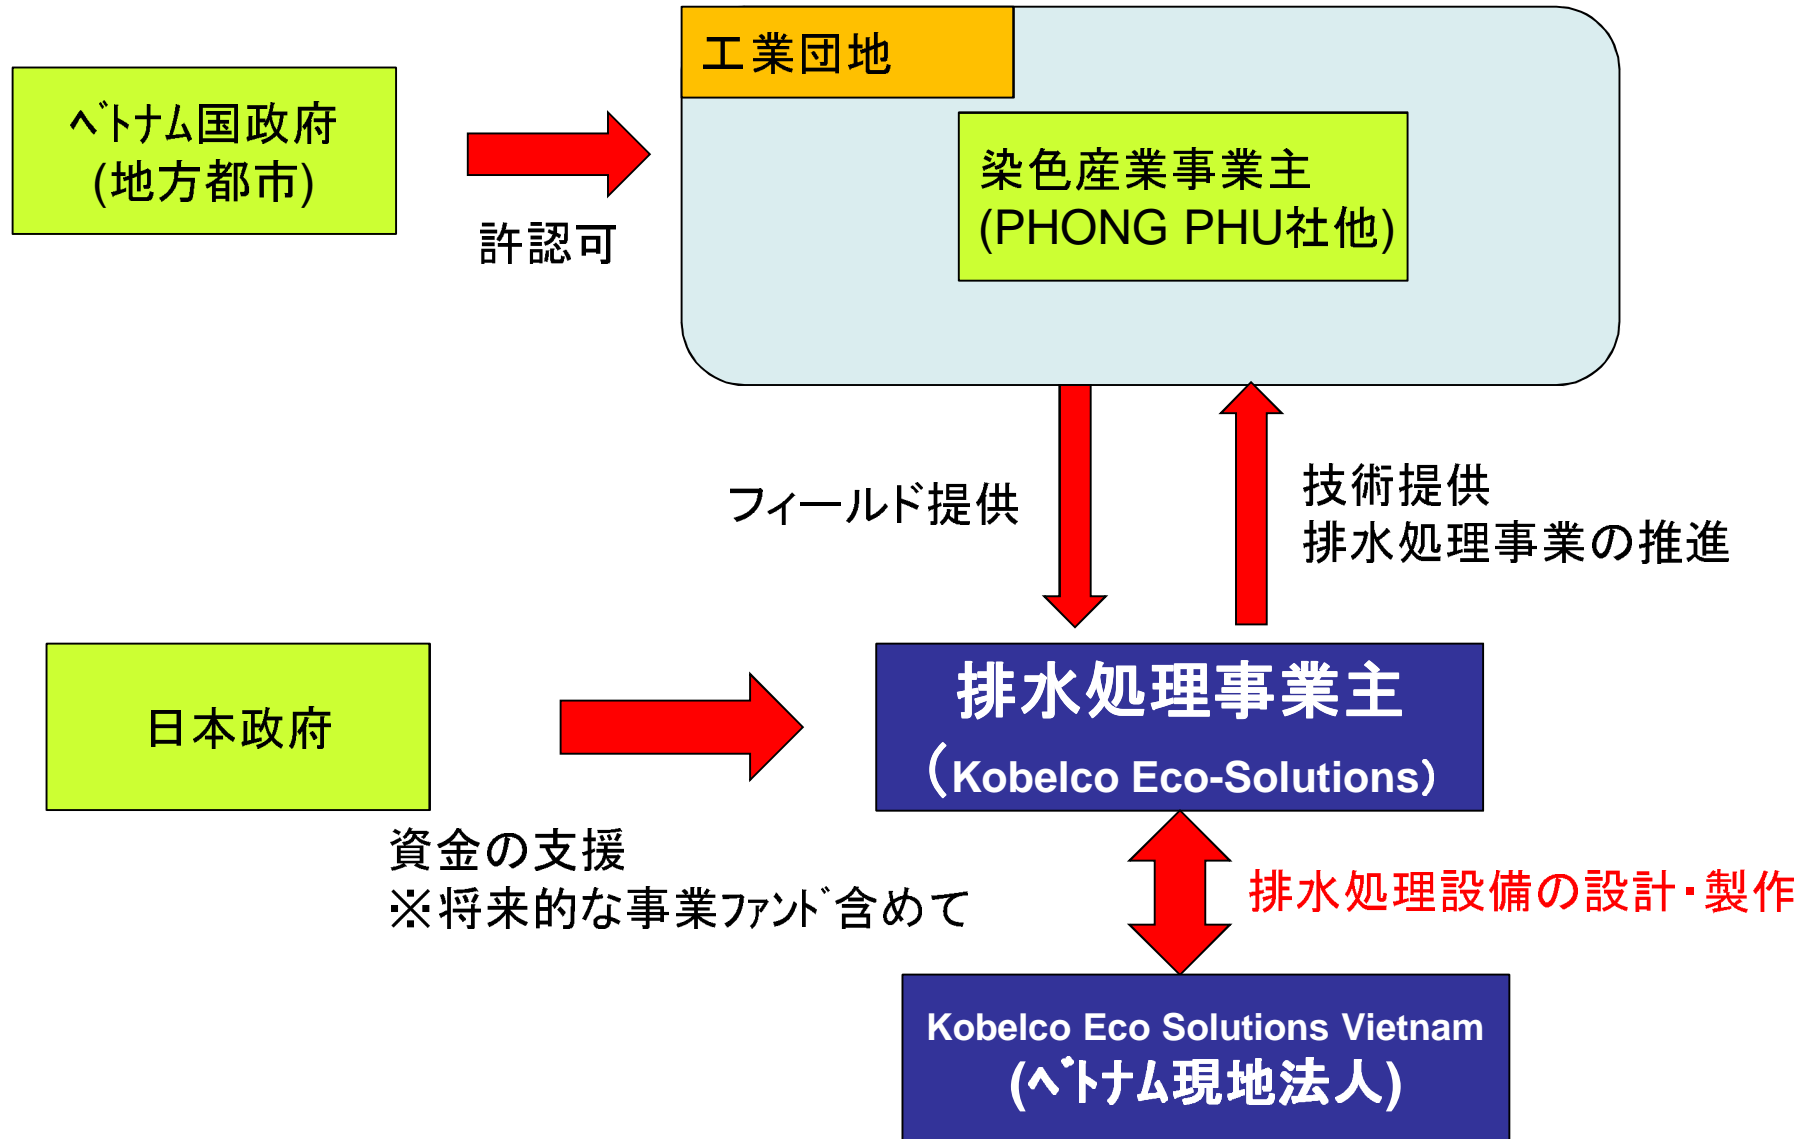 工業団地
ﾍﾞﾄﾅﾑ国政府
(地方都市)
許認可
染色産業事業主
(PHONG PHU社他)
フィールド提供
技術提供
排水処理事業の推進
日本政府
資金の支援
※将来的な事業ﾌｧﾝﾄﾞ含めて
排水処理事業主
（Kobelco Eco-Solutions）
排水処理設備の設計・製作
Kobelco Eco Solutions Vietnam
(ﾍﾞﾄﾅﾑ現地法人)